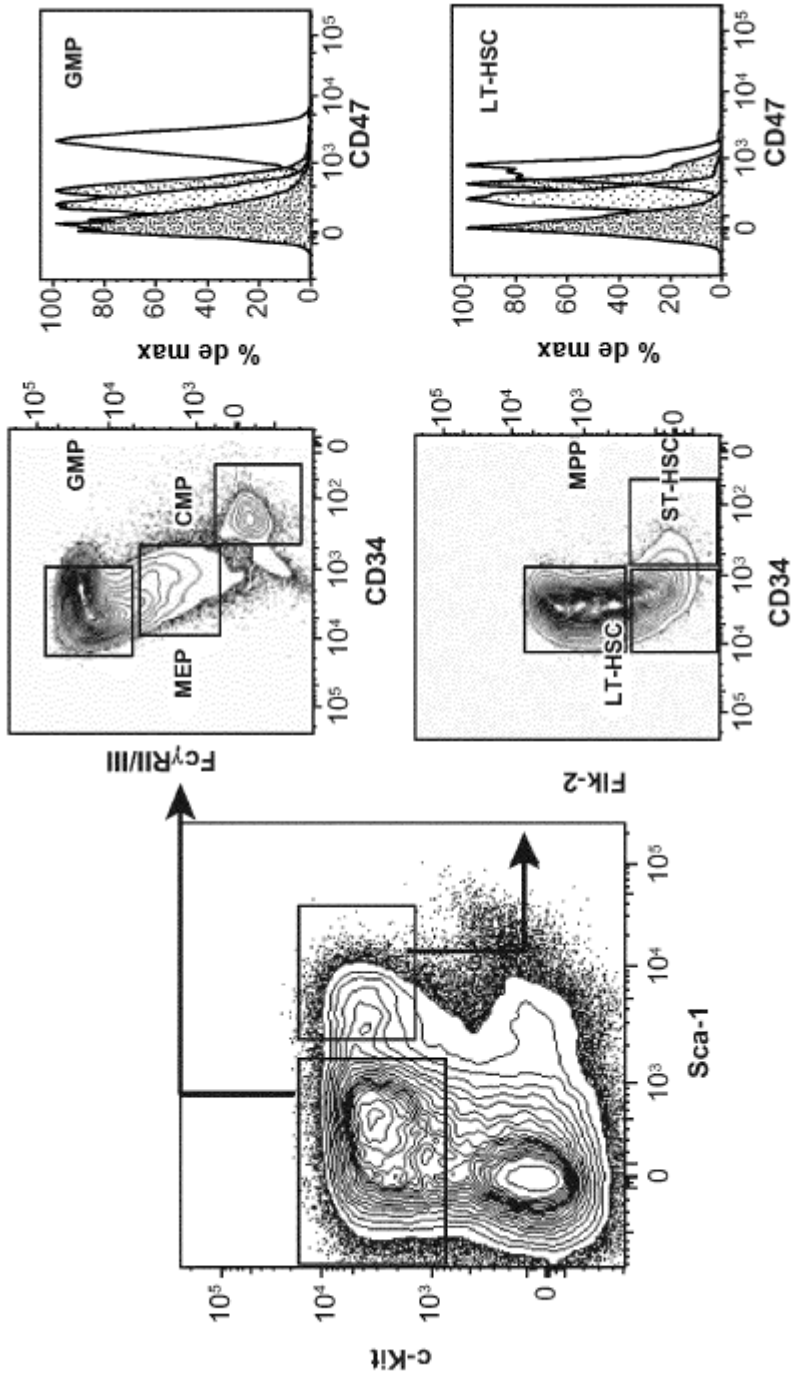 c-Kit
10⁵
10⁴
10³
0
0
10³
10⁴
10⁵
Sca-1
FcγRII/III
GMP
MEP
CMP
10⁵
10⁴
10³
0
10⁵
10⁴
10³
10²
0
CD34
Flk-2
MPP
LT-HSC
ST-HSC
10⁴
10³
0
10⁵
10⁴
10³
10²
0
CD34
% de max
100
80
60
40
20
0
GMP
0
10³
10⁴
10⁵
CD47
% de max
100
80
60
40
20
0
LT-HSC
0
10³
10⁴
10⁵
CD47